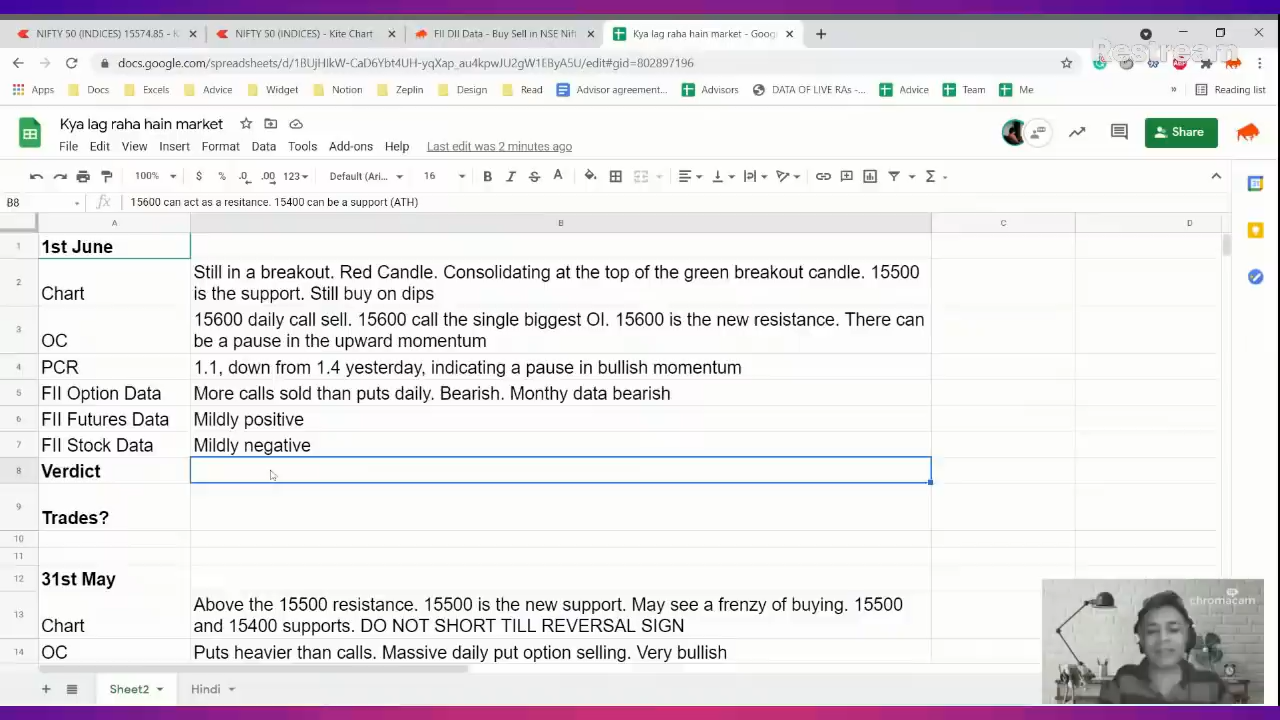 NIFTY 50 (INDICES) 15574.85 - K
NIFTY 50 (INDICES) - Kite Chart
FII DII Data - Buy Sell in NSE Nift
Kya lag raha hain market - Goog
Restream
Apps
Docs
Excels
Advice
Widget
Notion
Zeplin
Design
Read
Advisor agreement...
Advisors
DATA OF LIVE RAs -...
Advice
Team
Me
»
Reading list
Kya lag raha hain market
File Edit View Insert Format Data Tools Add-ons Help Last edit was 2 minutes ago
Share
100% $ % .0 .00 123 Default (Ari... 16 B I S A
B8 fx 15600 can act as a resitance. 15400 can be a support (ATH)
A B C D
1 1st June
2 Chart
Still in a breakout. Red Candle. Consolidating at the top of the green breakout candle. 15500
is the support. Still buy on dips
3 OC
15600 daily call sell. 15600 call the single biggest OI. 15600 is the new resistance. There can
be a pause in the upward momentum
4 PCR 1.1, down from 1.4 yesterday, indicating a pause in bullish momentum
5 FII Option Data More calls sold than puts daily. Bearish. Monthy data bearish
6 FII Futures Data Mildly positive
7 FII Stock Data Mildly negative
8 Verdict
9 Trades?
10
11
12 31st May
13 Chart
Above the 15500 resistance. 15500 is the new support. May see a frenzy of buying. 15500
and 15400 supports. DO NOT SHORT TILL REVERSAL SIGN
14 OC Puts heavier than calls. Massive daily put option selling. Very bullish
chromacam
Sheet2
Hindi